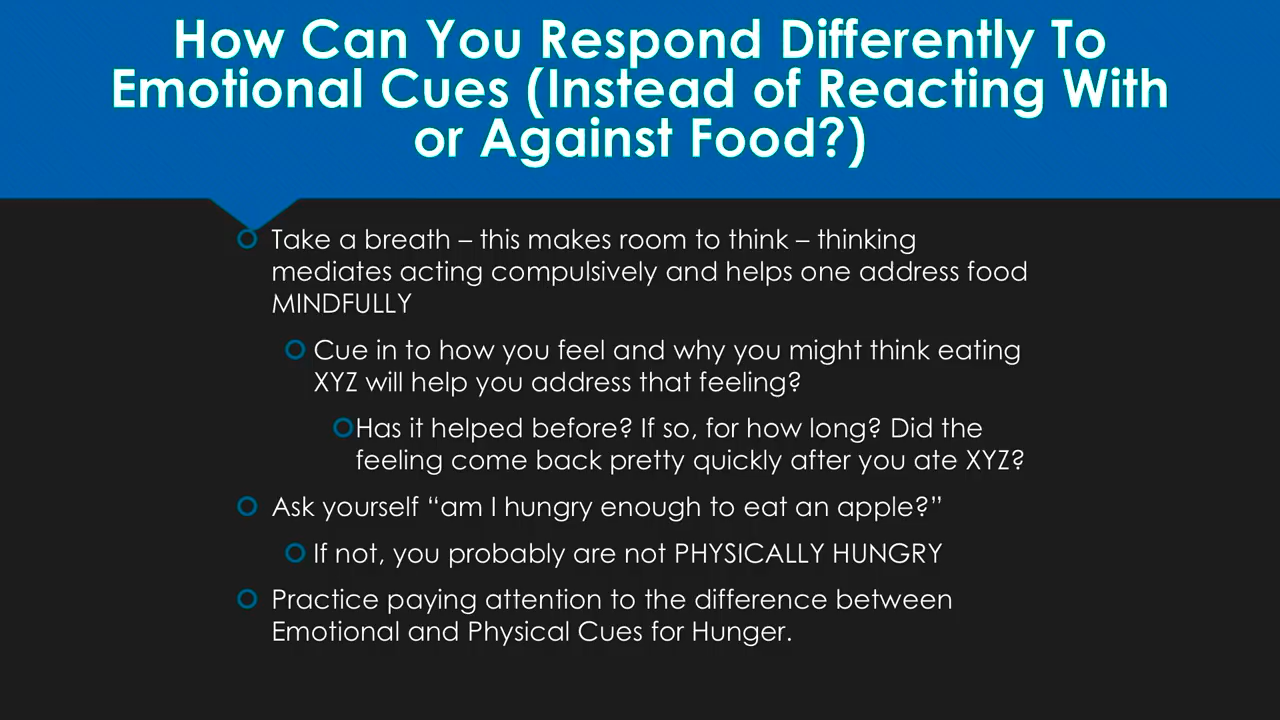 How Can You Respond Differently To
Emotional Cues (Instead of Reacting With
or Against Food?)
Take a breath – this makes room to think – thinking
mediates acting compulsively and helps one address food
MINDFULLY
Cue in to how you feel and why you might think eating
XYZ will help you address that feeling?
Has it helped before? If so, for how long? Did the
feeling come back pretty quickly after you ate XYZ?
Ask yourself “am I hungry enough to eat an apple?”
If not, you probably are not PHYSICALLY HUNGRY
Practice paying attention to the difference between
Emotional and Physical Cues for Hunger.